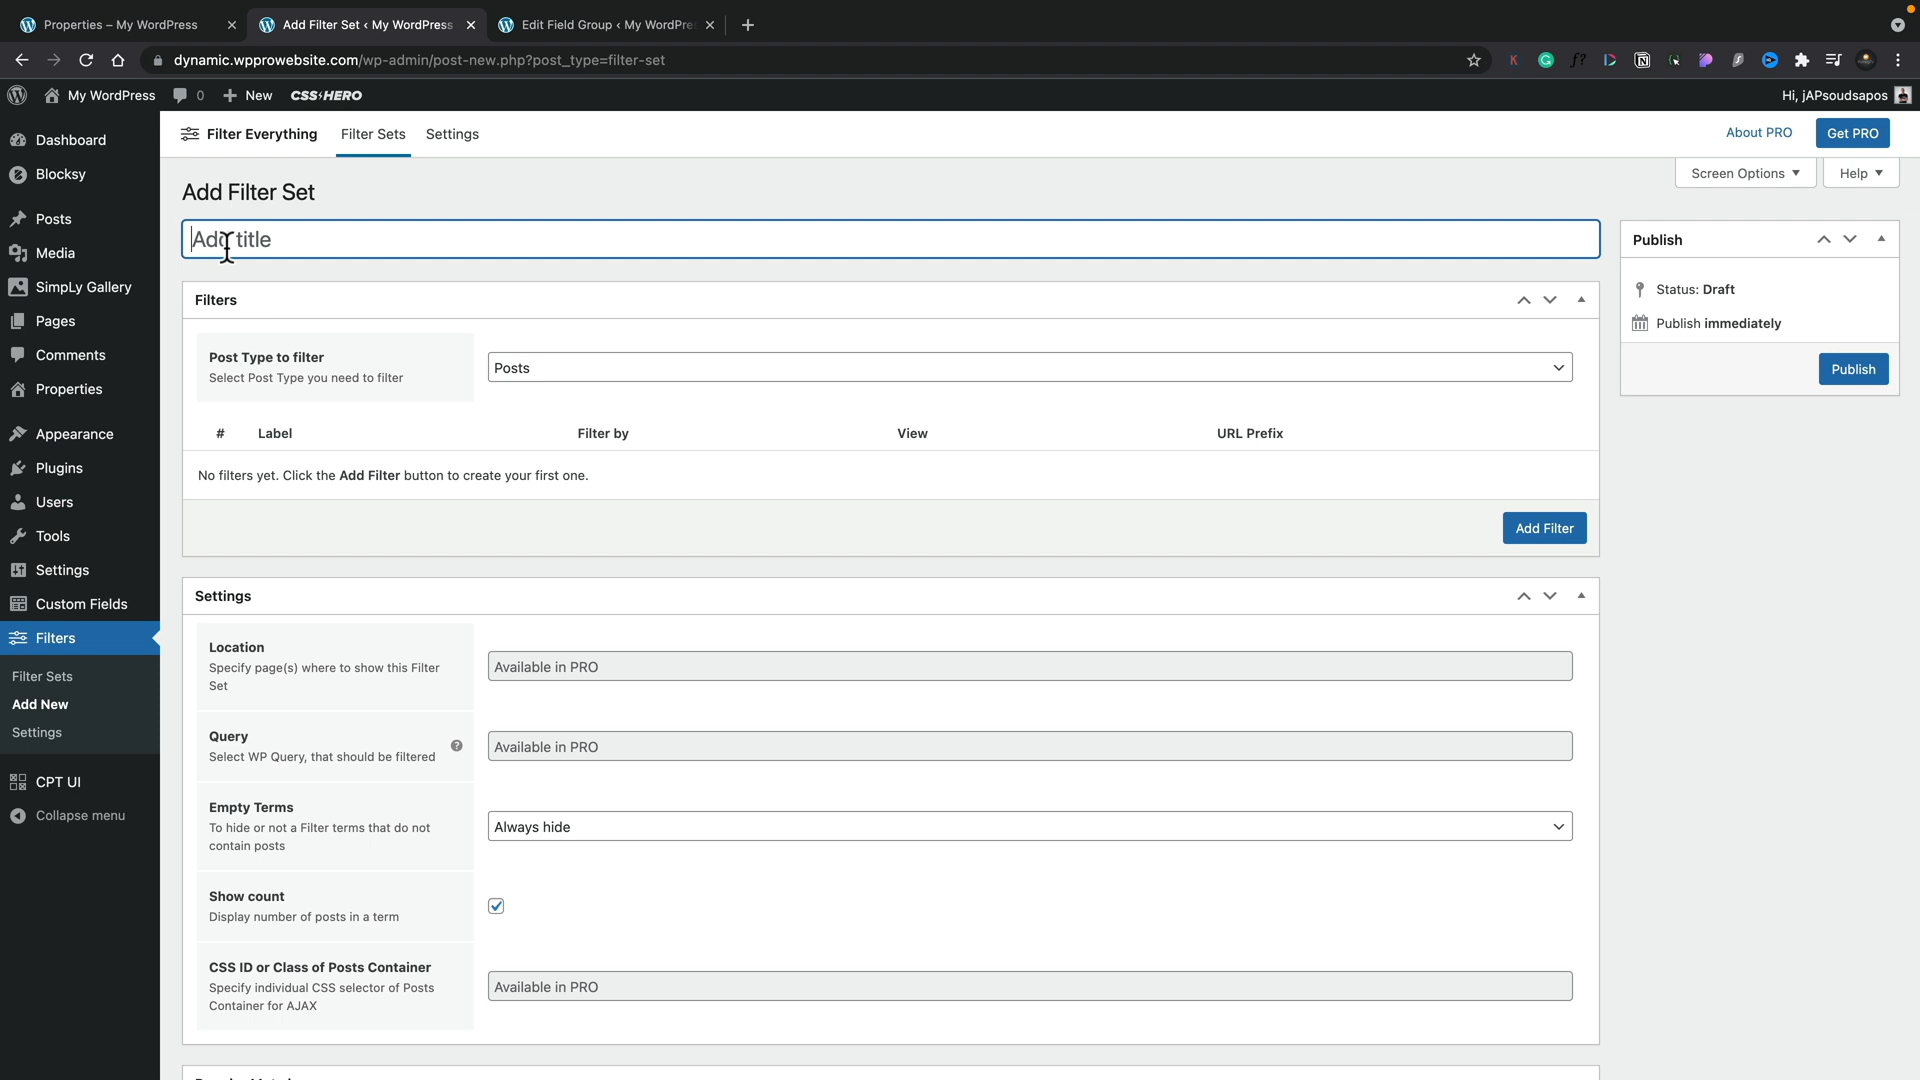 Properties – My WordPress
Add Filter Set ‹ My WordPress
Edit Field Group ‹ My WordPre
dynamic.wpprowebsite.com/wp-admin/post-new.php?post_type=filter-set
My WordPress
0
New
CSS HERO
Hi, jAPsoudsapos
Dashboard
Blocksy
Posts
Media
SimpLy Gallery
Pages
Comments
Properties
Appearance
Plugins
Users
Tools
Settings
Custom Fields
Filters
Filter Sets
Add New
Settings
CPT UI
Collapse menu
Filter Everything
Filter Sets
Settings
About PRO
Get PRO
Screen Options
Help
Add Filter Set
Add title
Filters
Post Type to filter
Select Post Type you need to filter
Posts
# Label Filter by View URL Prefix
No filters yet. Click the Add Filter button to create your first one.
Add Filter
Settings
Location
Specify page(s) where to show this Filter
Set
Available in PRO
Query
Select WP Query, that should be filtered
?
Available in PRO
Empty Terms
To hide or not a Filter terms that do not
contain posts
Always hide
Show count
Display number of posts in a term
CSS ID or Class of Posts Container
Specify individual CSS selector of Posts
Container for AJAX
Available in PRO
Publish
Status: Draft
Publish immediately
Publish